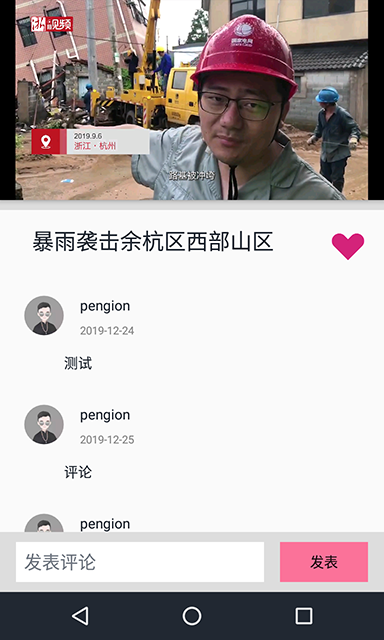 浙视频
国家电网
2019.9.6
浙江·杭州
路基被冲垮
暴雨袭击余杭区西部山区
pengion
2019-12-24
测试
pengion
2019-12-25
评论
pengion
发表评论
发表